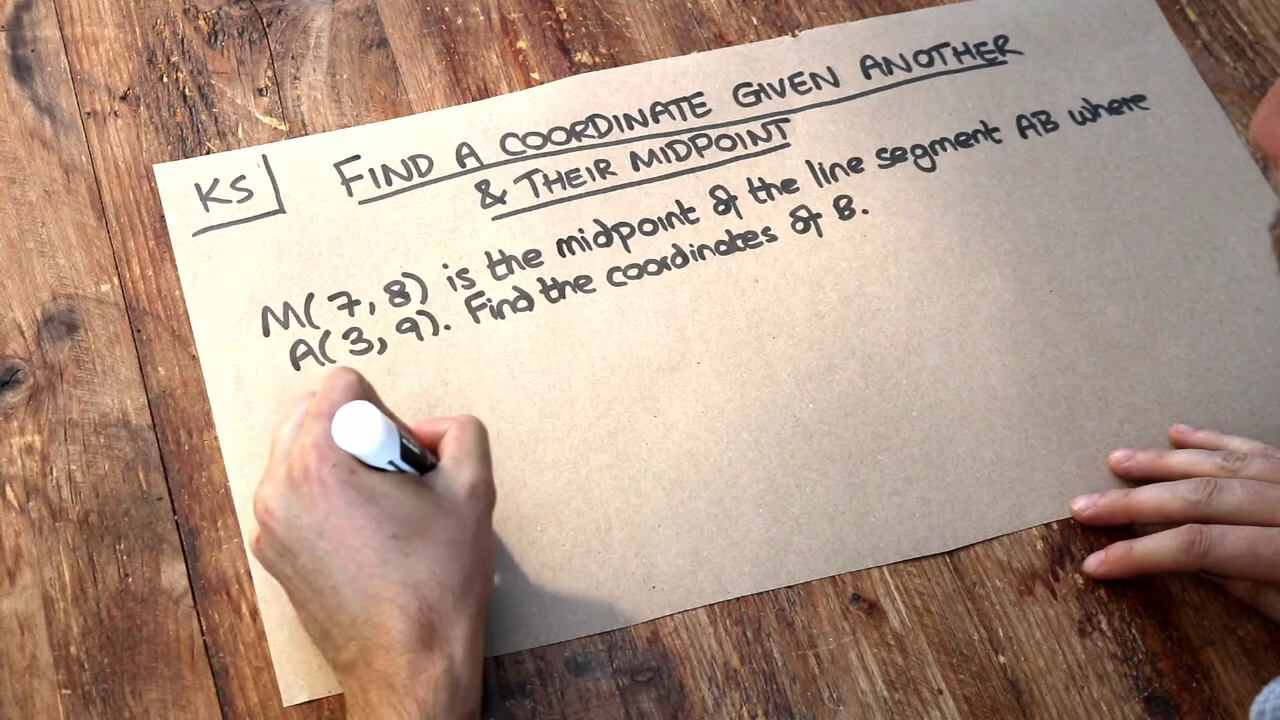 KS
FIND A COORDINATE GIVEN ANOTHER
& THEIR MIDPOINT
M(7, 8) is the midpoint of the line segment AB where
A(3, 9). Find the coordinates of B.